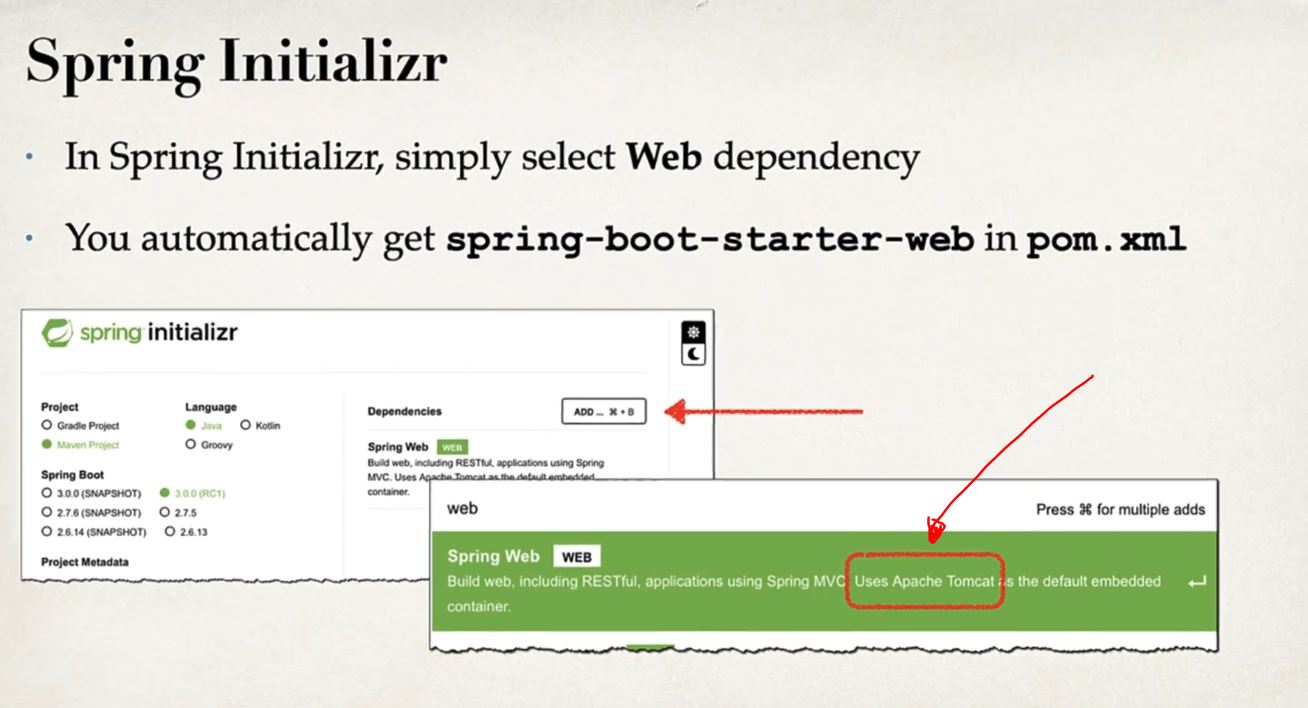 Spring Initializr
• In Spring Initializr, simply select Web dependency
• You automatically get spring-boot-starter-web in pom.xml
spring initializr
Project
Gradle Project
Maven Project
Language
Java Kotlin
Groovy
Spring Boot
3.0.0 (SNAPSHOT) 3.0.0 (RC1)
2.7.6 (SNAPSHOT) 2.7.5
2.6.14 (SNAPSHOT) 2.6.13
Project Metadata
Dependencies
ADD ... ⌘ + B
Spring Web WEB
Build web, including RESTful, applications using Spring
MVC. Uses Apache Tomcat as the default embedded
container.
web
Press ⌘ for multiple adds
Spring Web WEB
Build web, including RESTful, applications using Spring MVC. Uses Apache Tomcat as the default embedded
container.